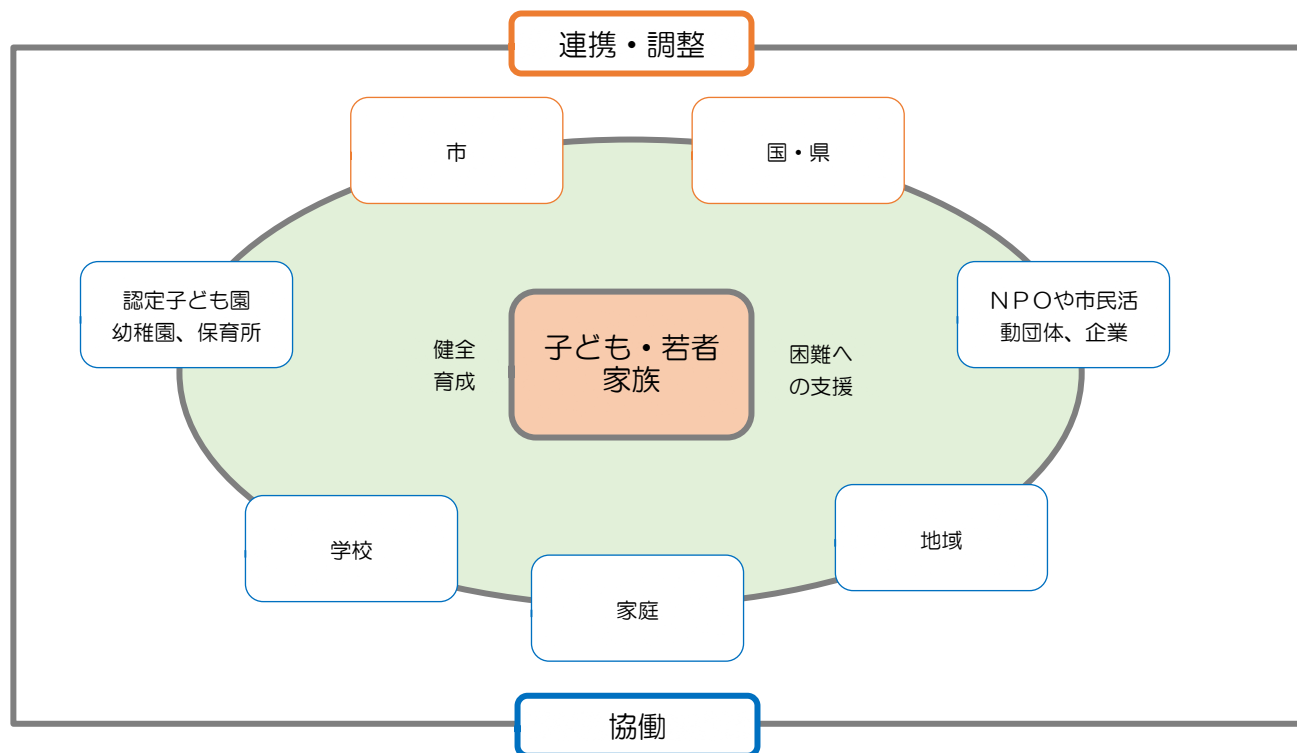 連携・調整
市
国・県
認定子ども園
幼稚園、保育所
ＮＰＯや市民活
動団体、企業
健全
育成
子ども・若者
家族
困難へ
の支援
学校
地域
家庭
協働